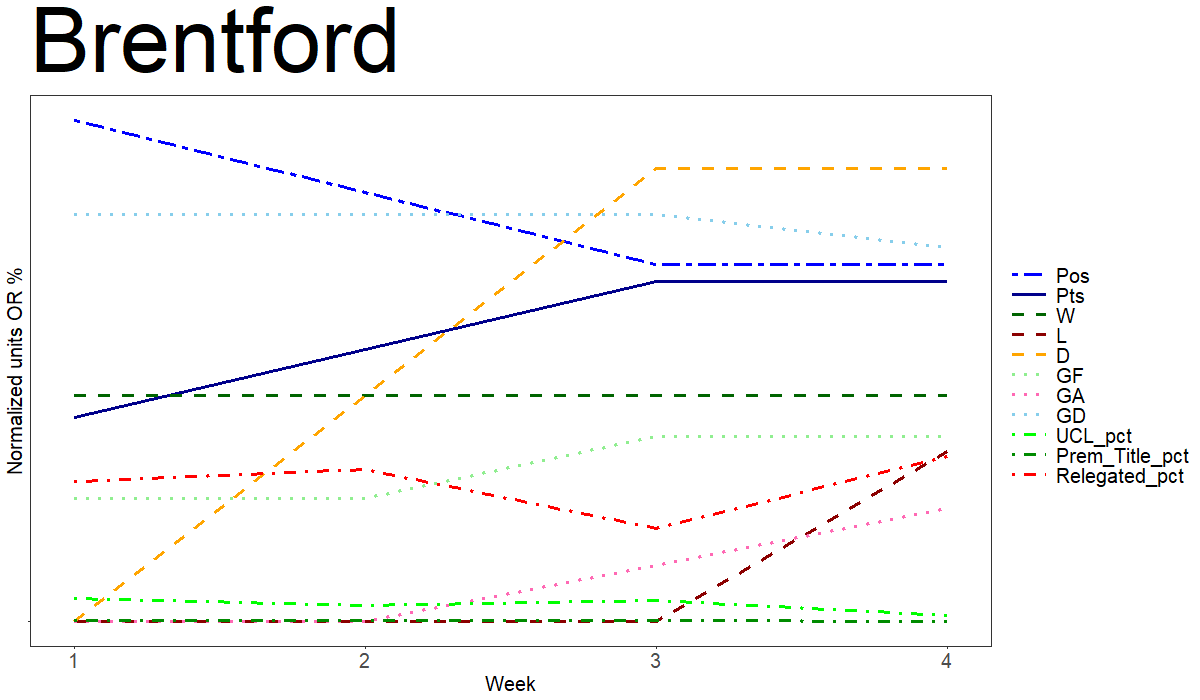 Brentford
Normalized units OR %
Pos
Pts
W
L
D
GF
GA
GD
UCL_pct
Prem_Title_pct
Relegated_pct
1 2 3 4
Week